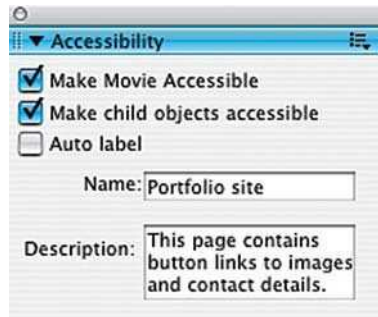 Accessibility
Make Movie Accessible
Make child objects accessible
Auto label
Name: Portfolio site
Description: This page contains
button links to images
and contact details.